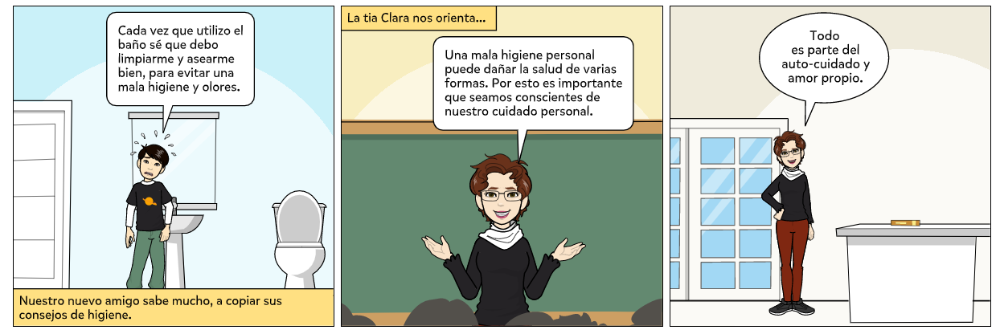 Cada vez que utilizo el
baño sé que debo
limpiarme y asearme
bien, para evitar una
mala higiene y olores.
Nuestro nuevo amigo sabe mucho, a copiar sus
consejos de higiene.
La tia Clara nos orienta...
Una mala higiene personal
puede dañar la salud de varias
formas. Por esto es importante
que seamos conscientes de
nuestro cuidado personal.
Todo
es parte del
auto-cuidado y
amor propio.